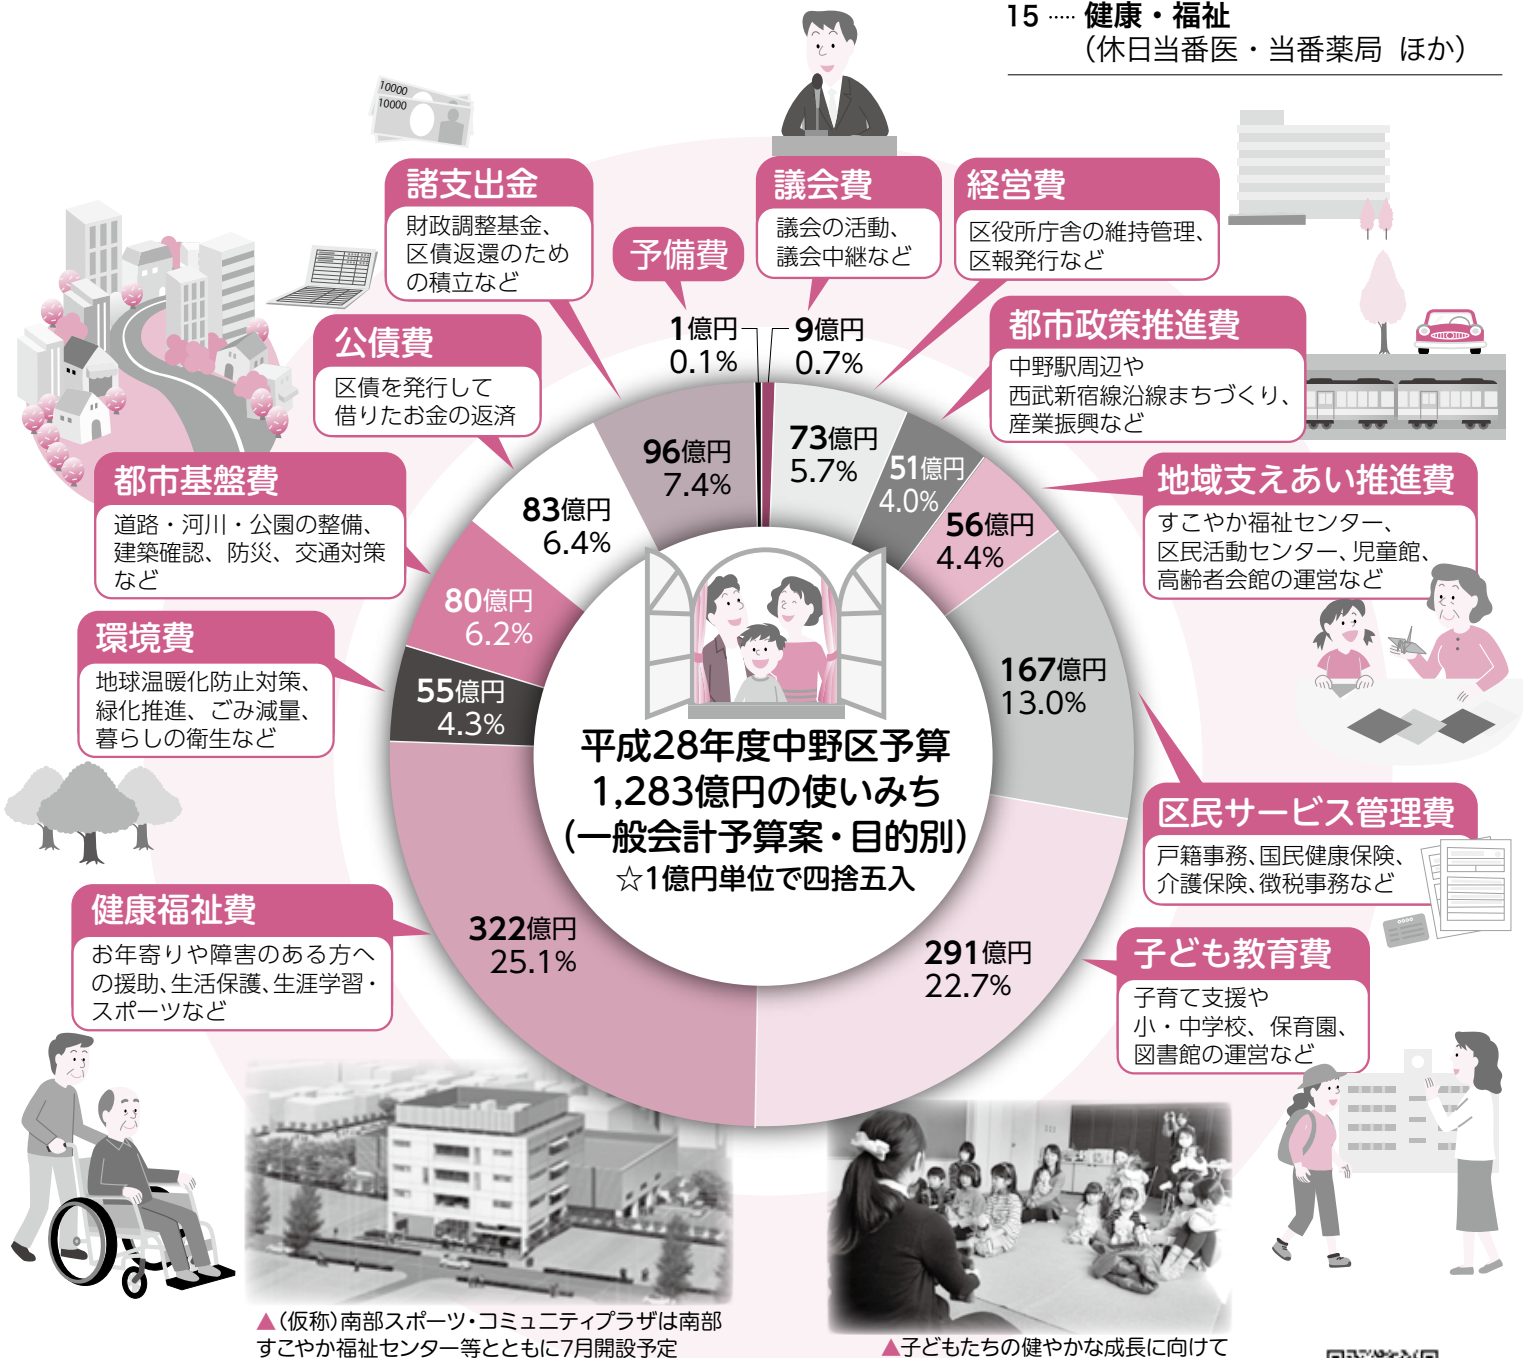 15 ····· 健康・福祉
(休日当番医・当番薬局 ほか)
10000
10000
諸支出金
財政調整基金、
区債返還のため
の積立など
予備費
1億円
0.1%
議会費
議会の活動、
議会中継など
9億円
0.7%
経営費
区役所庁舎の維持管理、
区報発行など
73億円
5.7%
都市政策推進費
中野駅周辺や
西武新宿線沿線まちづくり、
産業振興など
51億円
4.0%
地域支えあい推進費
すこやか福祉センター、
区民活動センター、児童館、
高齢者会館の運営など
56億円
4.4%
区民サービス管理費
戸籍事務、国民健康保険、
介護保険、徴税事務など
167億円
13.0%
子ども教育費
子育て支援や
小・中学校、保育園、
図書館の運営など
291億円
22.7%
健康福祉費
お年寄りや障害のある方へ
の援助、生活保護、生涯学習・
スポーツなど
322億円
25.1%
環境費
地球温暖化防止対策、
緑化推進、ごみ減量、
暮らしの衛生など
55億円
4.3%
都市基盤費
道路・河川・公園の整備、
建築確認、防災、交通対策
など
80億円
6.2%
公債費
区債を発行して
借りたお金の返済
83億円
6.4%
96億円
7.4%
平成28年度中野区予算
1,283億円の使いみち
(一般会計予算案・目的別)
☆1億円単位で四捨五入
▲(仮称)南部スポーツ・コミュニティプラザは南部
すこやか福祉センター等とともに7月開設予定
▲子どもたちの健やかな成長に向けて